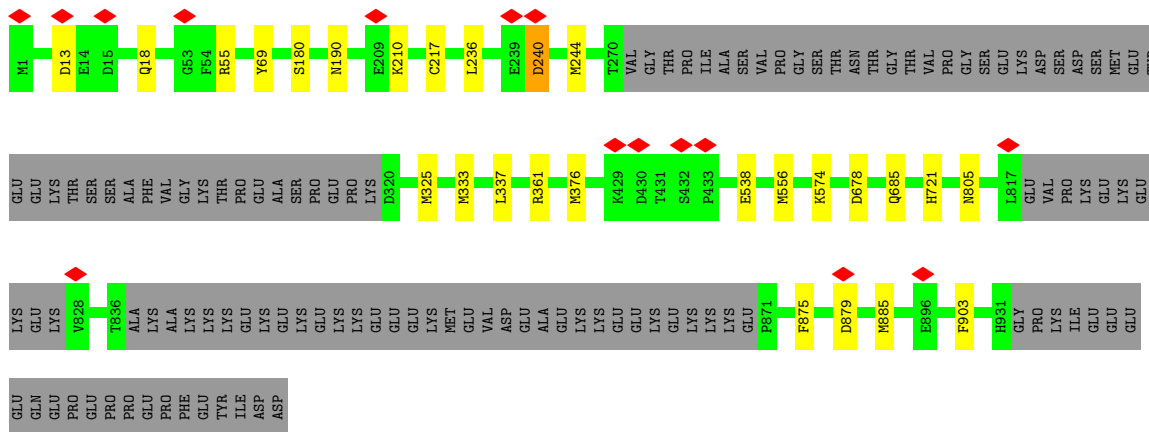 M1 D13 E14 D15 Q18 G53 F54 R55 Y69 S180 N190 E209 K210 C217 L236 E239 D240 M244 T270 VAL GLY THR PRO ILE ALA SER VAL PRO GLY SER THR ASN THR GLY THR VAL PRO GLY SER GLU LYS ASP SER ASP SER MET GLU
GLU GLU LYS THR SER SER ALA PHE VAL GLY LYS THR PRO GLU ALA SER PRO GLU PRO LYS D320 M325 M333 L337 R361 M376 K429 D430 T431 S432 P433 E538 M556 K574 D678 Q685 H721 N805 L817 GLU VAL PRO LYS GLU LYS GLU
LYS GLU LYS V828 T836 ALA LYS ALA LYS LYS LYS GLU LYS GLU LYS GLU LYS LYS GLU GLU GLU LYS MET GLU VAL ASP GLU ALA GLU LYS LYS GLU GLU LYS GLU LYS LYS LYS GLU P871 F875 D879 M885 E896 F903 H931 GLY PRO LYS ILE GLU GLU GLU
GLU GLN GLU PRO GLU PRO PRO GLU PRO PHE GLU TYR ILE ASP ASP